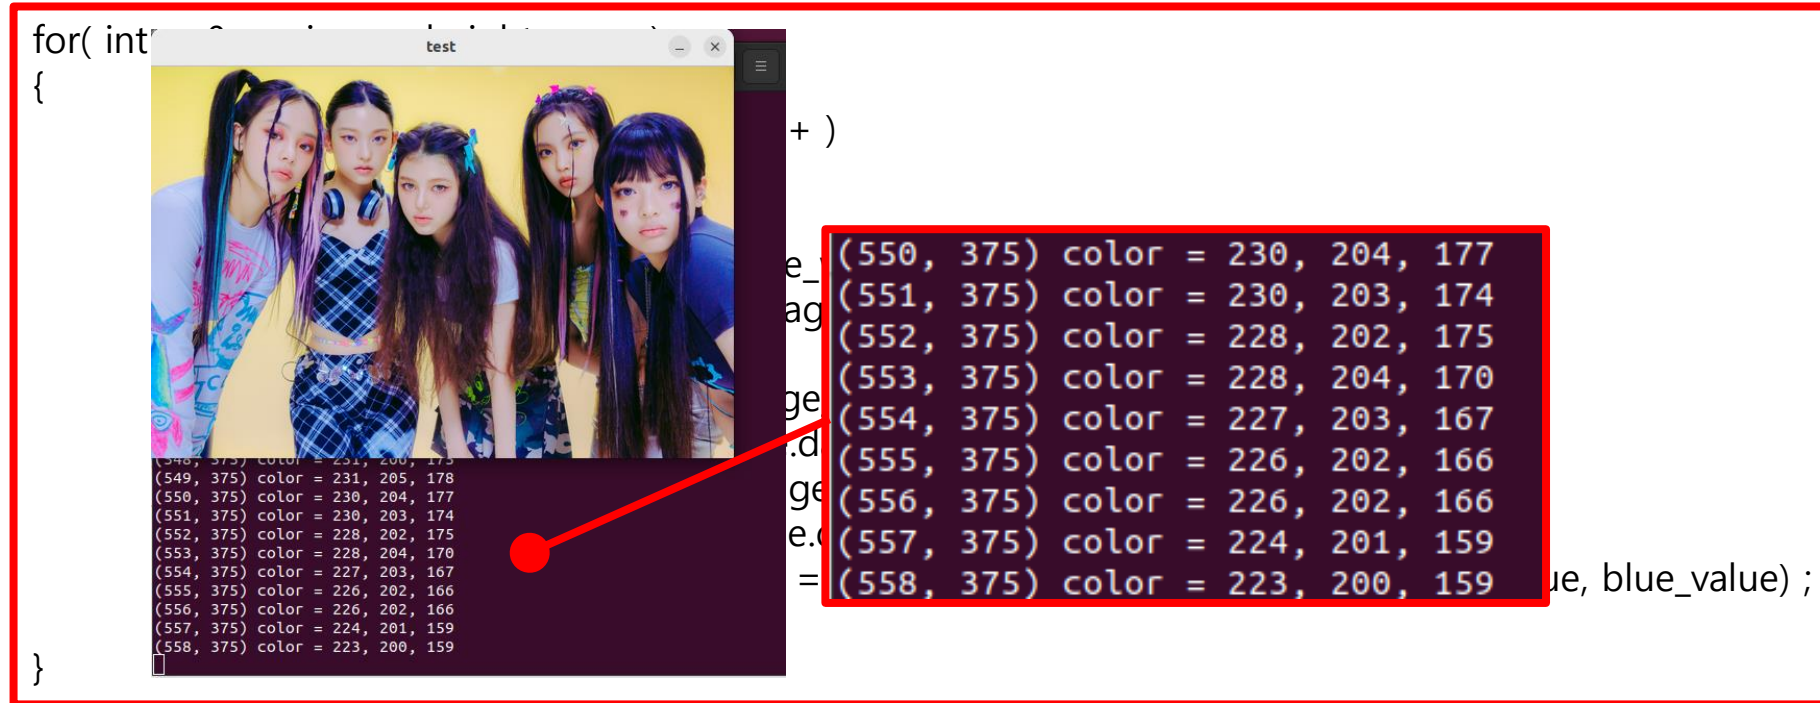 for( int
{
+ )
ue, blue_value) ;
}
test
(549, 375) color = 231, 205, 178
(550, 375) color = 230, 204, 177
(551, 375) color = 230, 203, 174
(552, 375) color = 228, 202, 175
(553, 375) color = 228, 204, 170
(554, 375) color = 227, 203, 167
(555, 375) color = 226, 202, 166
(556, 375) color = 226, 202, 166
(557, 375) color = 224, 201, 159
(558, 375) color = 223, 200, 159
(550, 375) color = 230, 204, 177
(551, 375) color = 230, 203, 174
(552, 375) color = 228, 202, 175
(553, 375) color = 228, 204, 170
(554, 375) color = 227, 203, 167
(555, 375) color = 226, 202, 166
(556, 375) color = 226, 202, 166
(557, 375) color = 224, 201, 159
(558, 375) color = 223, 200, 159